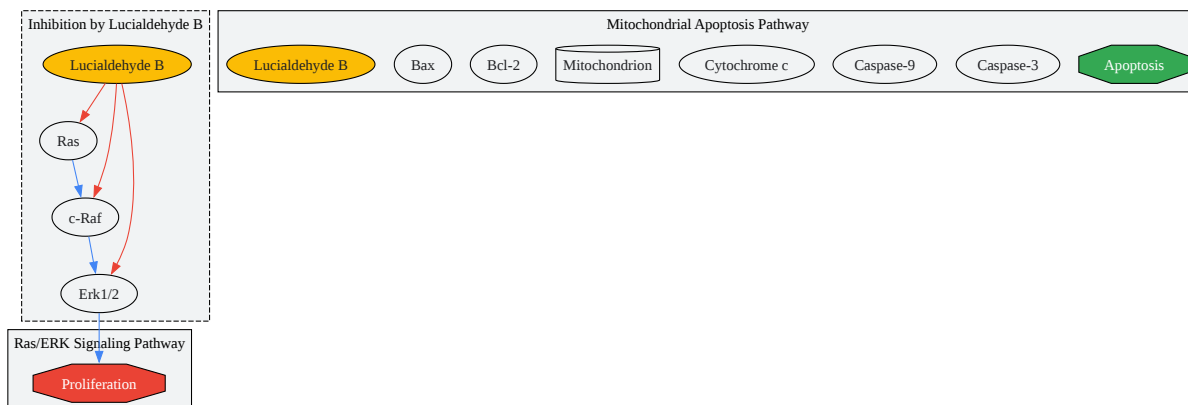 Inhibition by Lucialdehyde B
Lucialdehyde B
Ras
c-Raf
Erk1/2
Ras/ERK Signaling Pathway
Proliferation
Mitochondrial Apoptosis Pathway
Lucialdehyde B
Bax
Bcl-2
Mitochondrion
Cytochrome c
Caspase-9
Caspase-3
Apoptosis